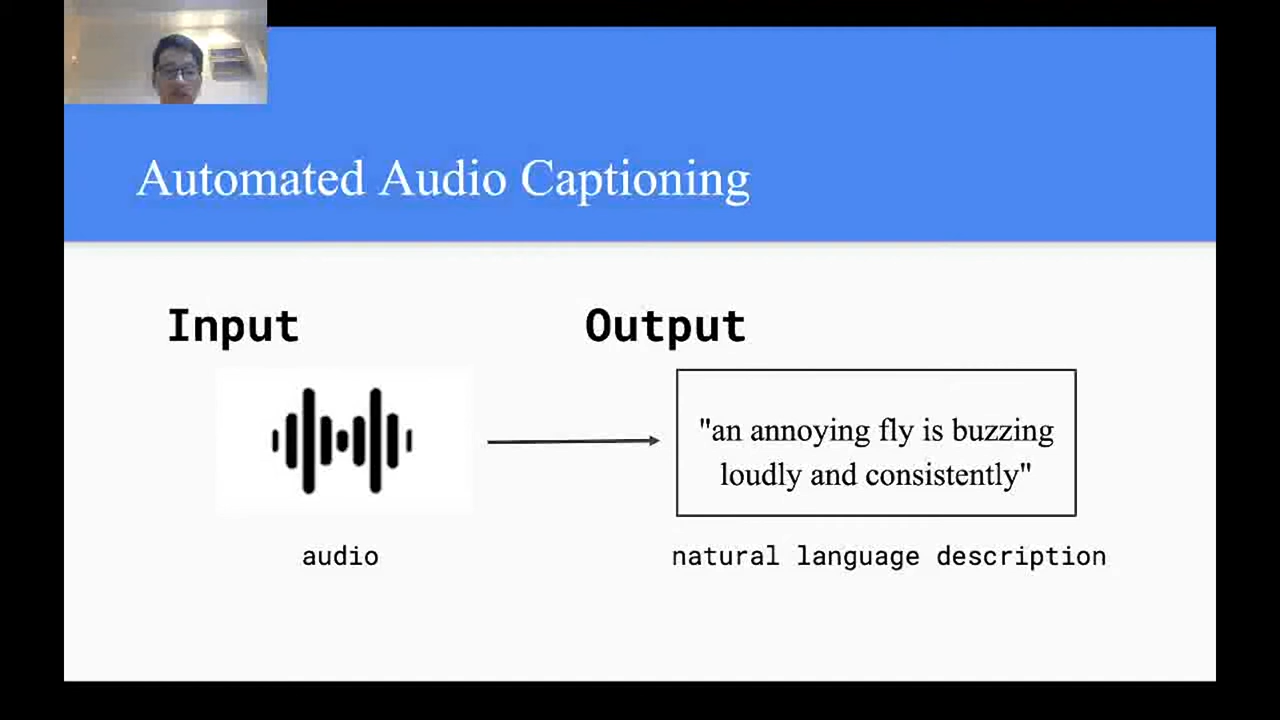 Automated Audio Captioning
Input
Output
"an annoying fly is buzzing
loudly and consistently"
audio
natural language description